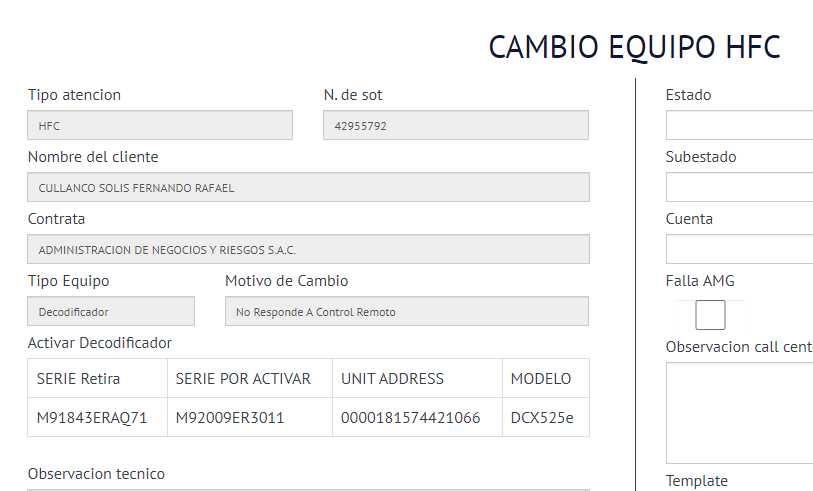 CAMBIO EQUIPO HFC
Tipo atencion
N. de sot
HFC
42955792
Nombre del cliente
CULLANCO SOLIS FERNANDO RAFAEL
Contrata
ADMINISTRACION DE NEGOCIOS Y RIESGOS S.A.C.
Tipo Equipo
Motivo de Cambio
Decodificador
No Responde A Control Remoto
Activar Decodificador
SERIE Retira
SERIE POR ACTIVAR
UNIT ADDRESS
MODELO
M91843ERAQ71
M92009ER3011
0000181574421066
DCX525e
Observacion tecnico
Estado
Subestado
Cuenta
Falla AMG
Observacion call cent
Template